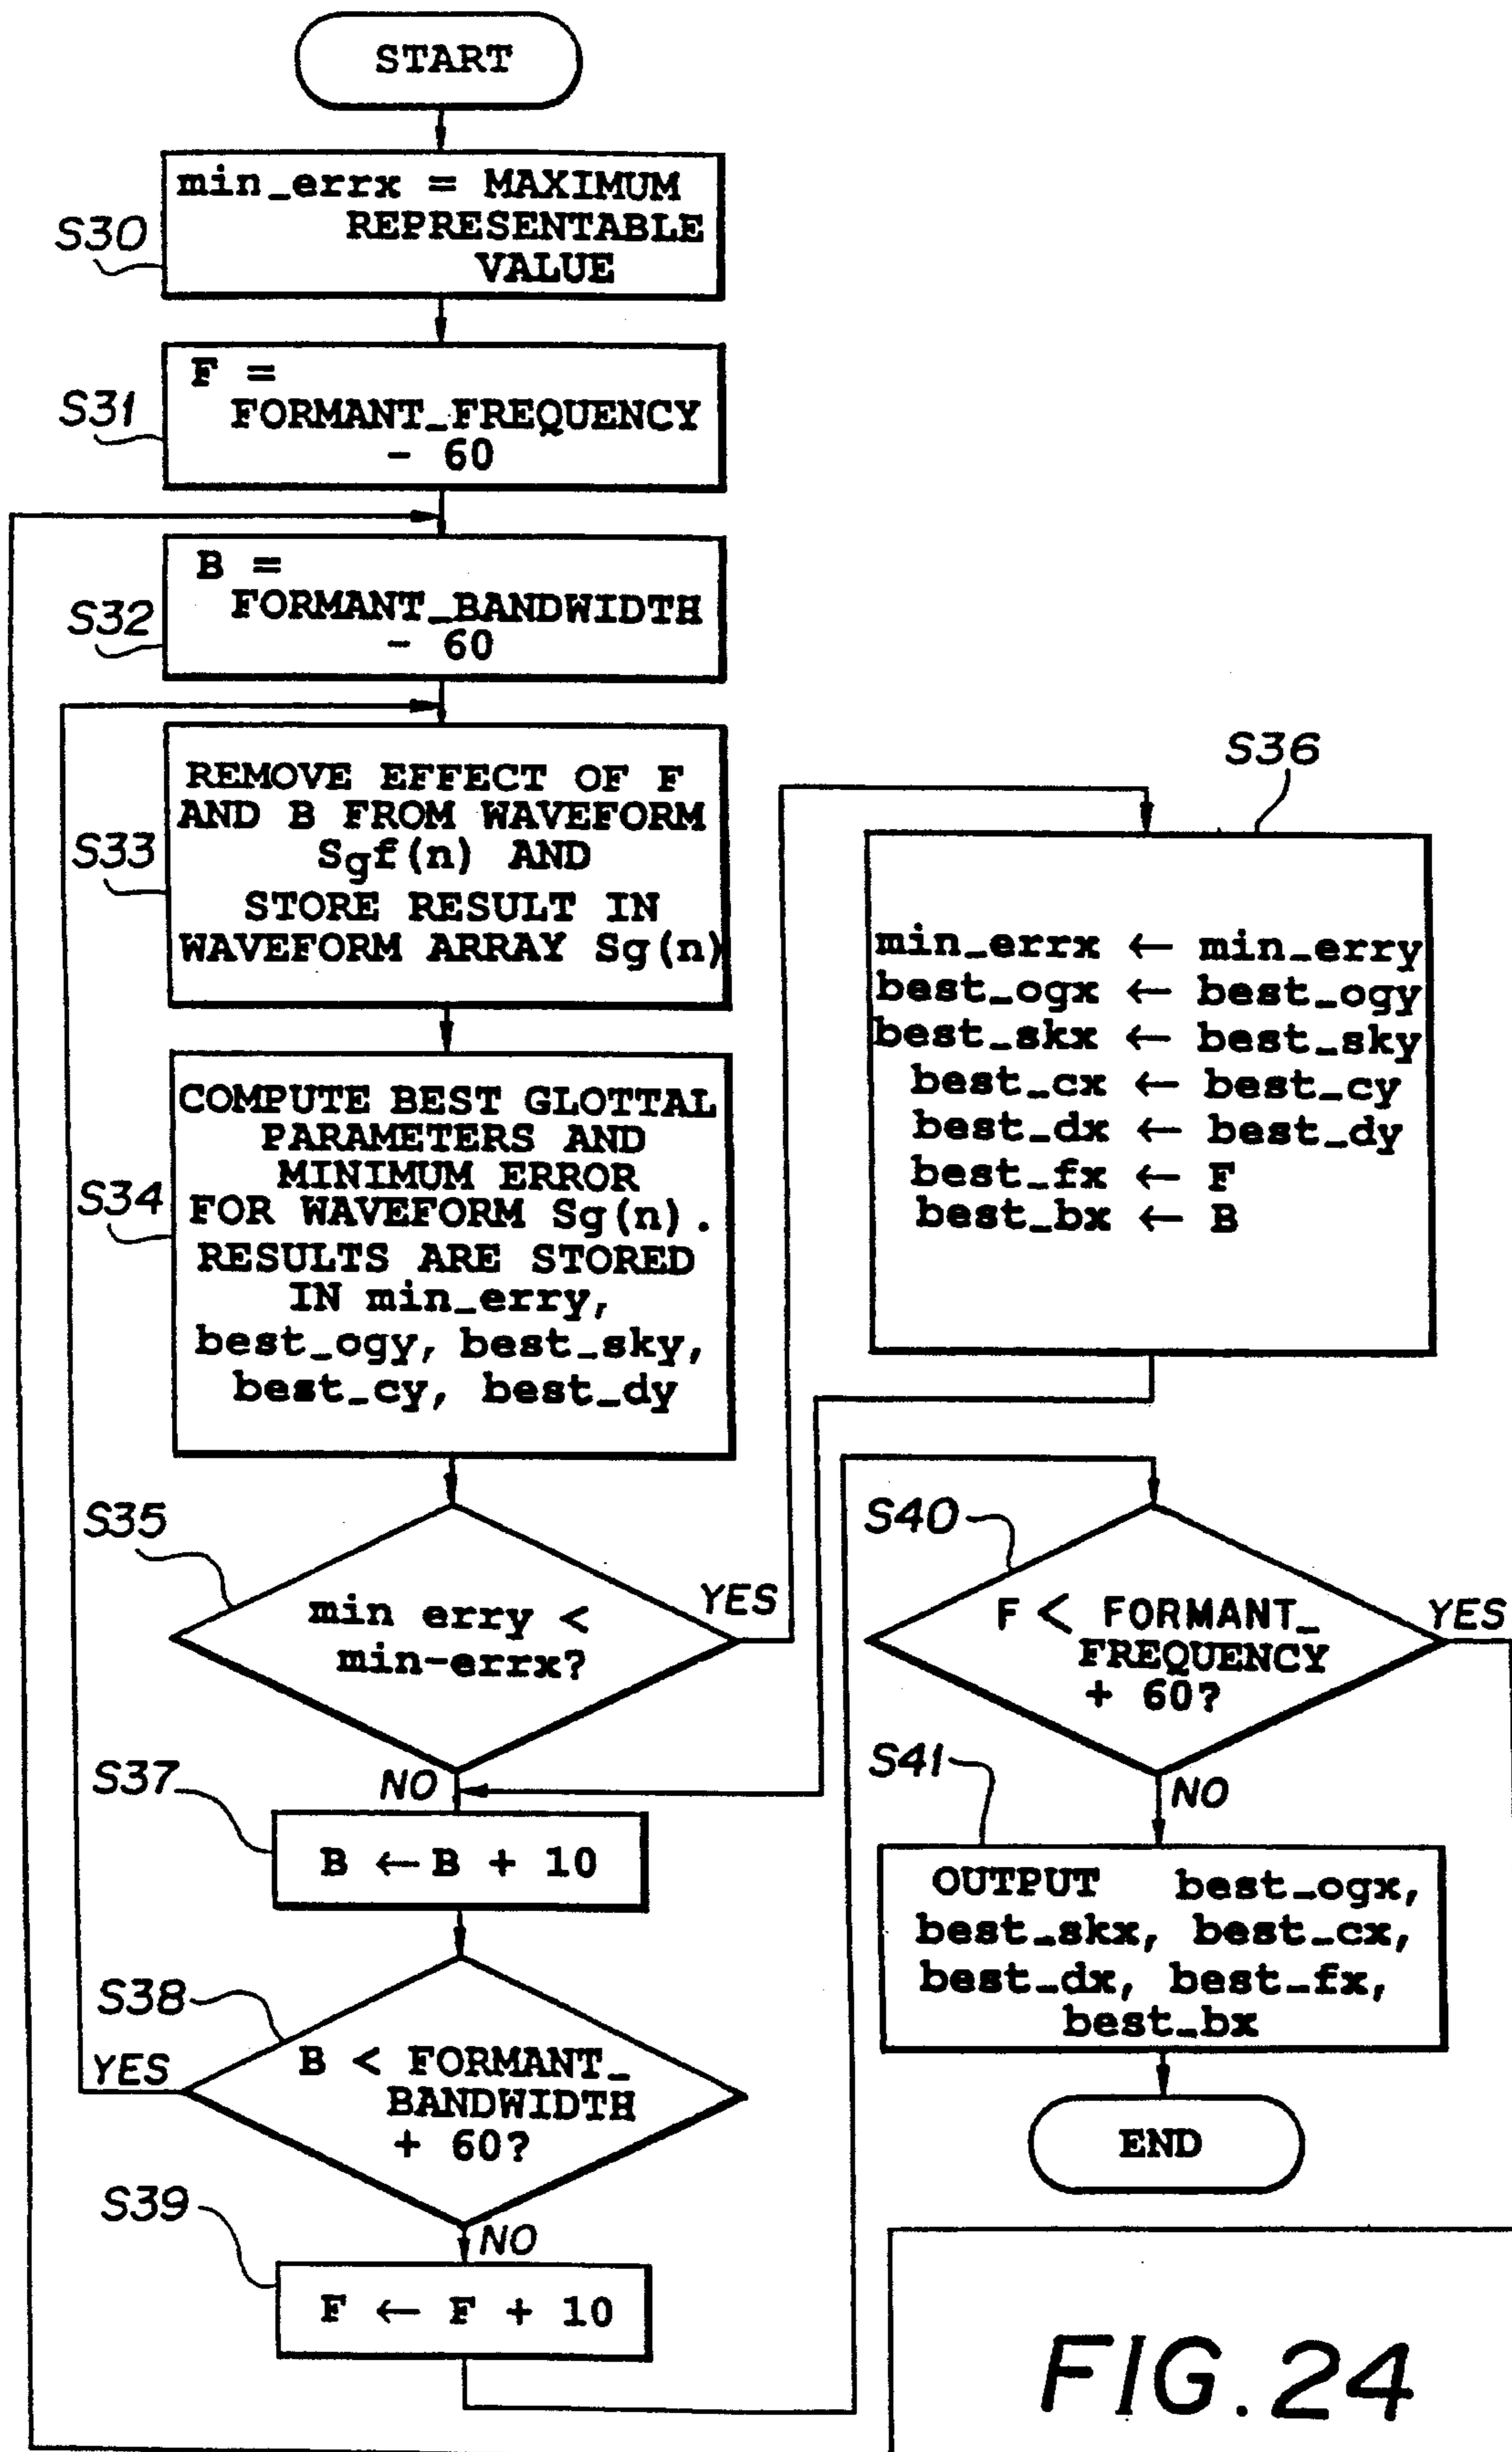 START
min_errx = MAXIMUM
REPRESENTABLE
VALUE
S30
F =
FORMANT_FREQUENCY
- 60
S31
B =
FORMANT_BANDWIDTH
- 60
S32
REMOVE EFFECT OF F
AND B FROM WAVEFORM
Sgf(n) AND
STORE RESULT IN
WAVEFORM ARRAY Sg(n)
S33
COMPUTE BEST GLOTTAL
PARAMETERS AND
MINIMUM ERROR
FOR WAVEFORM Sg(n).
RESULTS ARE STORED
IN min_erry,
best_ogy, best_sky,
best_cy, best_dy
S34
S35
min erry <
min-errx?
YES
NO
S36
min_errx ← min_erry
best_ogx ← best_ogy
best_skx ← best_sky
best_cx ← best_cy
best_dx ← best_dy
best_fx ← F
best_bx ← B
S37
B ← B + 10
S38
B < FORMANT_
BANDWIDTH
+ 60?
YES
NO
S39
F ← F + 10
S40
F < FORMANT_
FREQUENCY
+ 60?
YES
NO
S41
OUTPUT best_ogx,
best_skx, best_cx,
best_dx, best_fx,
best_bx
END
FIG. 24